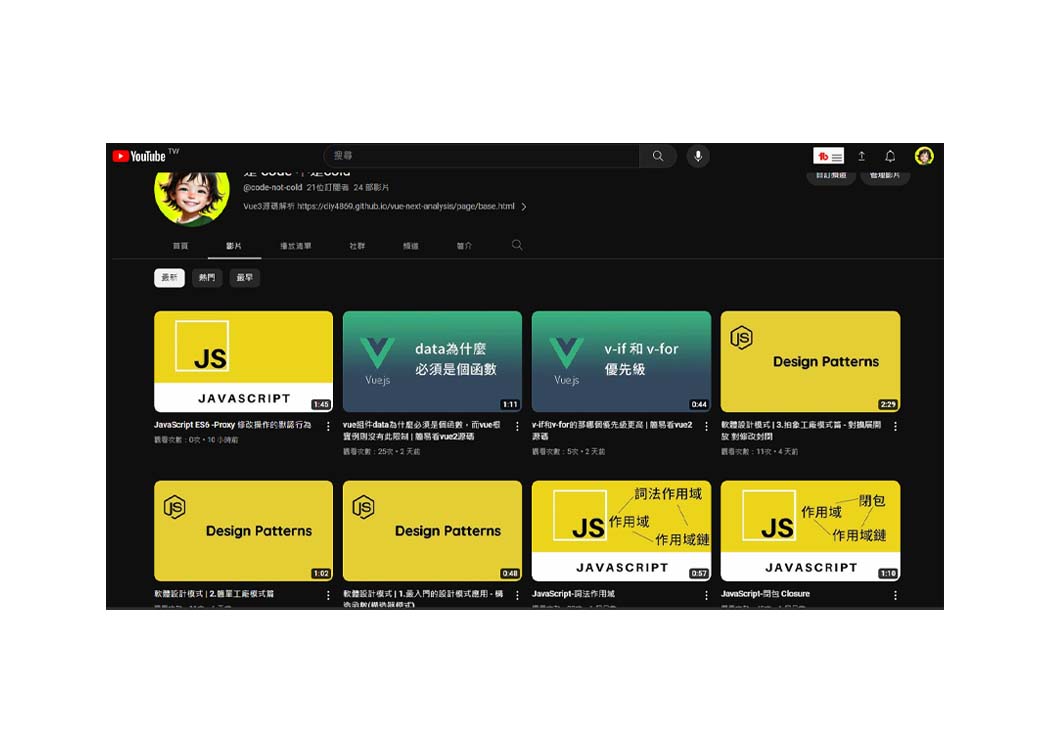 YouTube TW
搜尋
@code-not-cold 21位訂閱者 24 部影片
自訂頻道 管理影片
Vue3源碼解析 https://diy4869.github.io/vue-next-analysis/page/base.html
首頁 影片 播放清單 社群 頻道 簡介
最新 熱門 最早
JS
JAVASCRIPT
1:45
JavaScript ES6 -Proxy 修改操作的默認行為
觀看次數：0次・10 小時前
Vue.js
data為什麼
必須是個函數
1:11
vue組件data為什麼必須是個函數，而vue根
實例則沒有此限制 | 簡易看vue2源碼
觀看次數：25次・2 天前
Vue.js
v-if 和 v-for
優先級
0:44
v-if和v-for的那哪個優先級更高 | 簡易看vue2
源碼
觀看次數：5次・2 天前
JS
Design Patterns
2:29
軟體設計模式 | 3.抽象工廠模式篇 - 對擴展開
放 對修改封閉
觀看次數：11次・4 天前
JS
Design Patterns
1:02
軟體設計模式 | 2.簡單工廠模式篇
JS
Design Patterns
0:48
軟體設計模式 | 1.最入門的設計模式應用 - 構
造函數(構造器模式)
詞法作用域
作用域
作用域鏈
JS
JAVASCRIPT
0:57
JavaScript-詞法作用域
閉包
作用域
作用域鏈
JS
JAVASCRIPT
1:10
JavaScript-閉包 Closure